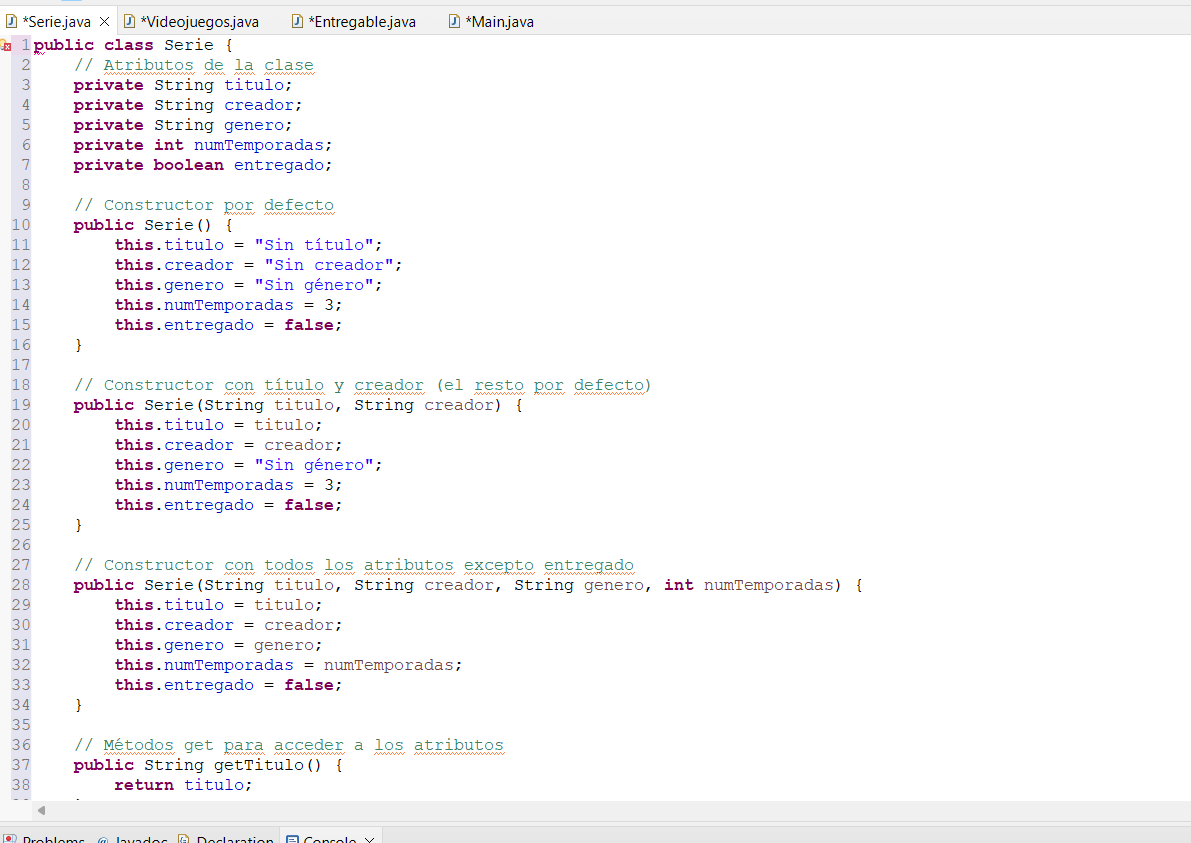 *Serie.java *Videojuegos.java *Entregable.java *Main.java
1 public class Serie {
2 // Atributos de la clase
3 private String titulo;
4 private String creador;
5 private String genero;
6 private int numTemporadas;
7 private boolean entregado;
8
9 // Constructor por defecto
10 public Serie() {
11 this.titulo = "Sin título";
12 this.creador = "Sin creador";
13 this.genero = "Sin género";
14 this.numTemporadas = 3;
15 this.entregado = false;
16 }
17
18 // Constructor con título y creador (el resto por defecto)
19 public Serie(String titulo, String creador) {
20 this.titulo = titulo;
21 this.creador = creador;
22 this.genero = "Sin género";
23 this.numTemporadas = 3;
24 this.entregado = false;
25 }
26
27 // Constructor con todos los atributos excepto entregado
28 public Serie(String titulo, String creador, String genero, int numTemporadas) {
29 this.titulo = titulo;
30 this.creador = creador;
31 this.genero = genero;
32 this.numTemporadas = numTemporadas;
33 this.entregado = false;
34 }
35
36 // Métodos get para acceder a los atributos
37 public String getTitulo() {
38 return titulo;
Problems Javadoc Declaration Console